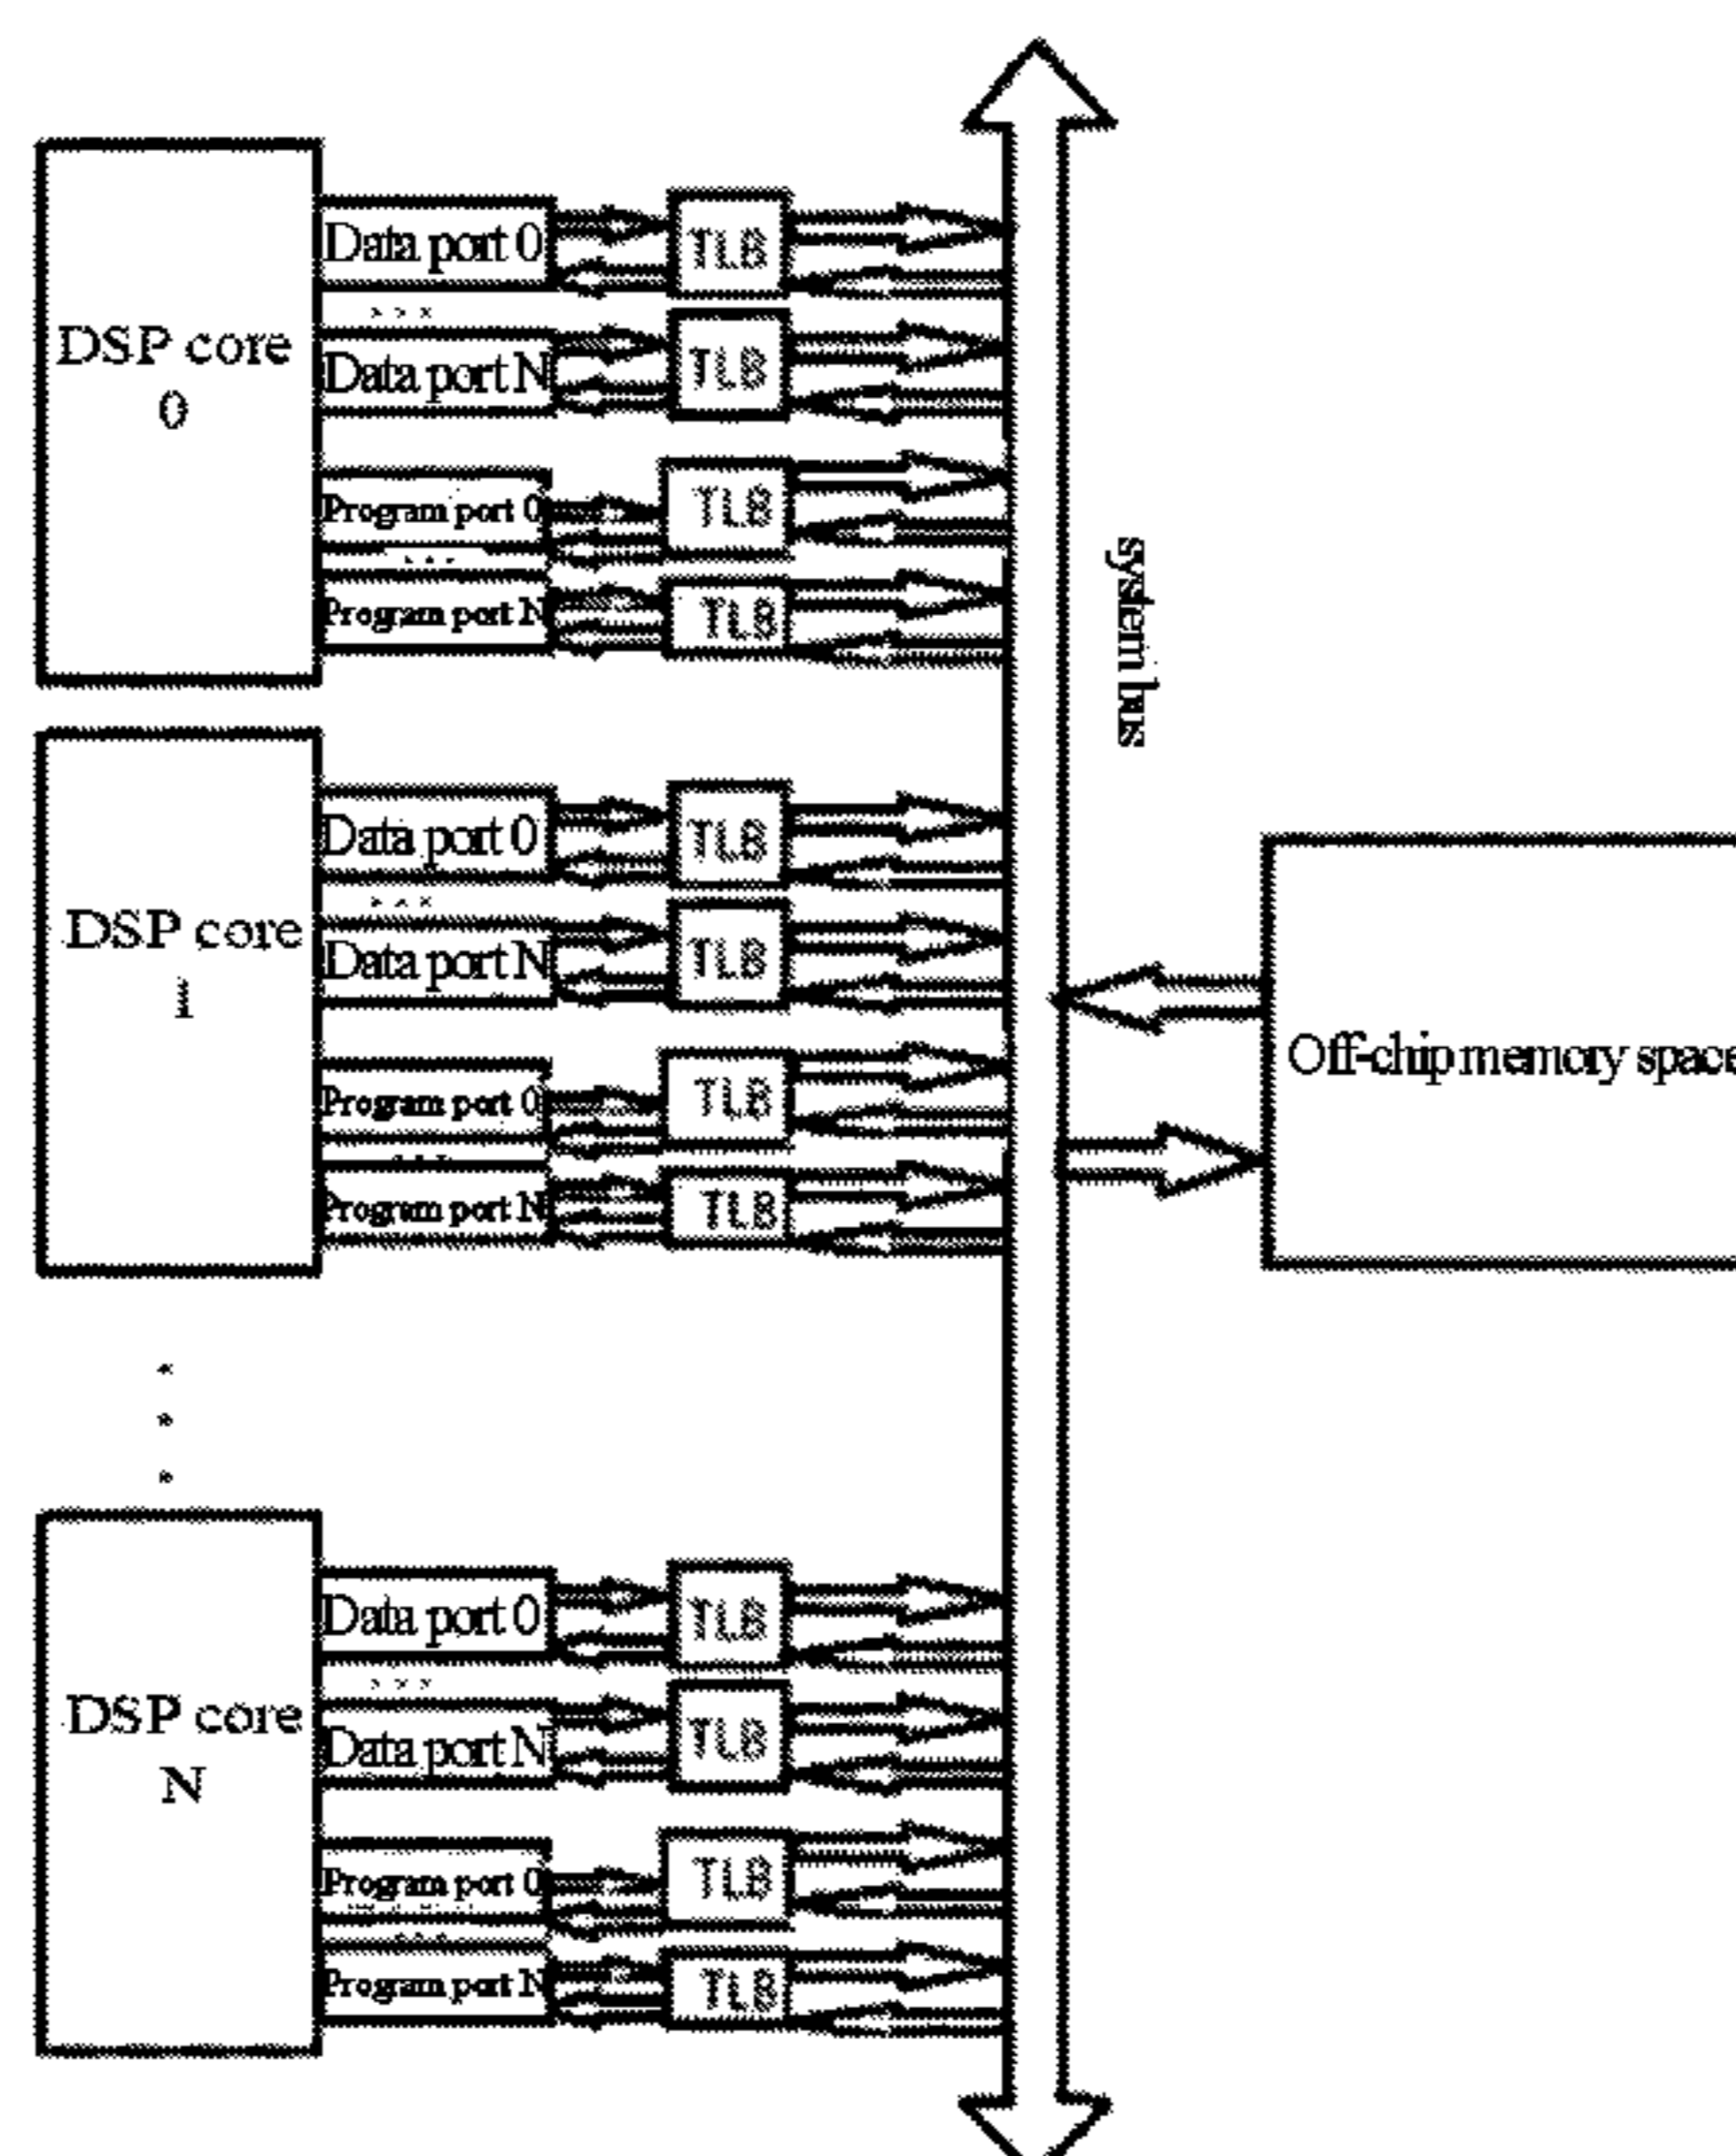 DSP core
0
Data port 0
TLB
...
Data port N
TLB
Program port 0
TLB
...
Program port N
TLB
system bus
DSP core
1
Data port 0
TLB
...
Data port N
TLB
Program port 0
TLB
...
Program port N
TLB
Off-chip memory space
DSP core
N
Data port 0
TLB
...
Data port N
TLB
Program port 0
TLB
...
Program port N
TLB